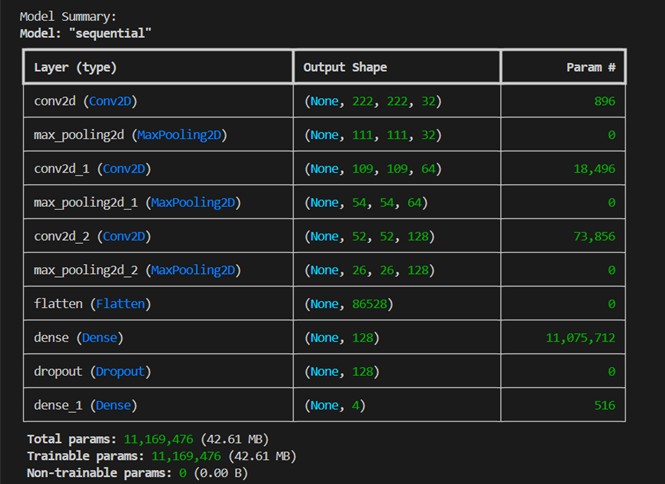 Model Summary:
Model: "sequential"
Layer (type) Output Shape Param #
conv2d (Conv2D) (None, 222, 222, 32) 896
max_pooling2d (MaxPooling2D) (None, 111, 111, 32) 0
conv2d_1 (Conv2D) (None, 109, 109, 64) 18,496
max_pooling2d_1 (MaxPooling2D) (None, 54, 54, 64) 0
conv2d_2 (Conv2D) (None, 52, 52, 128) 73,856
max_pooling2d_2 (MaxPooling2D) (None, 26, 26, 128) 0
flatten (Flatten) (None, 86528) 0
dense (Dense) (None, 128) 11,075,712
dropout (Dropout) (None, 128) 0
dense_1 (Dense) (None, 4) 516
Total params: 11,169,476 (42.61 MB)
Trainable params: 11,169,476 (42.61 MB)
Non-trainable params: 0 (0.00 B)